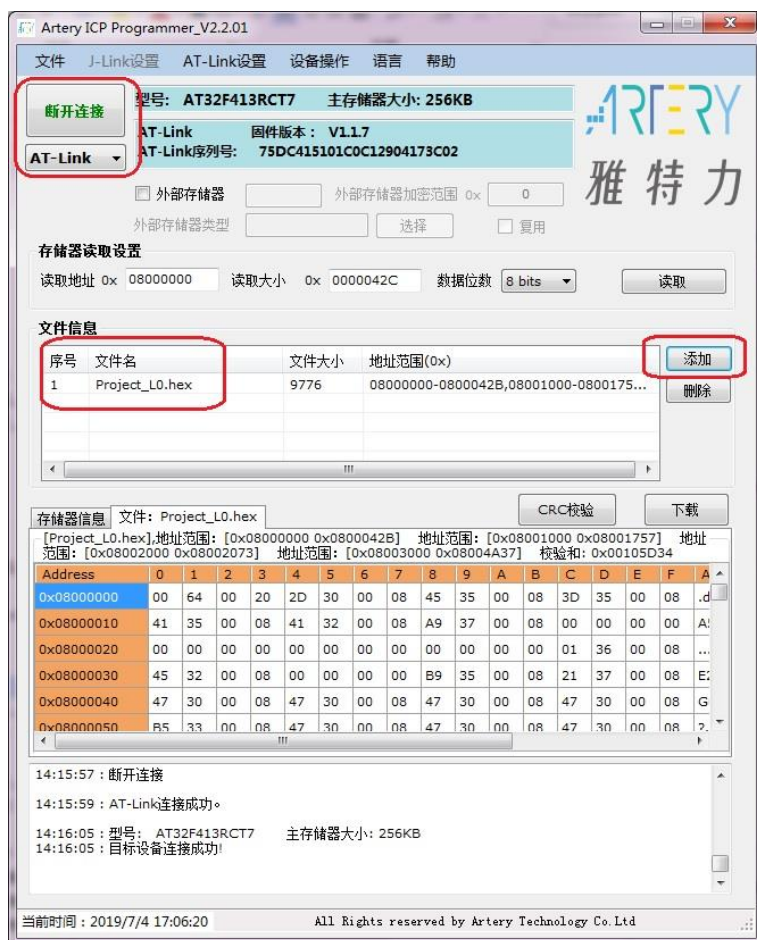 Artery ICP Programmer_V2.2.01
文件 J-Link设置 AT-Link设置 设备操作 语言 帮助
断开连接
型号: AT32F413RCT7 主存储器大小: 256KB
ARTERY
AT-Link
AT-Link 固件版本: V1.1.7
AT-Link序列号: 75DC415101C0C12904173C02
雅特力
外部存储器 外部存储器加密范围 0x 0
外部存储器类型 选择 复用
存储器读取设置
读取地址 0x 08000000 读取大小 0x 0000042C 数据位数 8 bits 读取
文件信息
序号 文件名 文件大小 地址范围(0x) 添加
1 Project_L0.hex 9776 08000000-0800042B,08001000-0800175... 删除
存储器信息 文件: Project_L0.hex CRC校验 下载
[Project_L0.hex],地址范围: [0x08000000 0x0800042B] 地址范围: [0x08001000 0x08001757] 地址
范围: [0x08002000 0x08002073] 地址范围: [0x08003000 0x08004A37] 校验和: 0x00105D34
Address 0 1 2 3 4 5 6 7 8 9 A B C D E F A
0x08000000 00 64 00 20 2D 30 00 08 45 35 00 08 3D 35 00 08 .d
0x08000010 41 35 00 08 41 32 00 08 A9 37 00 08 00 00 00 00
0x08000020 00 00 00 00 00 00 00 00 00 00 00 00 01 36 00 08 ...
0x08000030 45 32 00 08 00 00 00 00 B9 35 00 08 21 37 00 08 E2
0x08000040 47 30 00 08 47 30 00 08 47 30 00 08 47 30 00 08 G
0x08000050 B5 33 00 08 47 30 00 08 47 30 00 08 47 30 00 08 ?.
14:15:57 : 断开连接
14:15:59 : AT-Link连接成功。
14:16:05 : 型号: AT32F413RCT7 主存储器大小: 256KB
14:16:05 : 目标设备连接成功!
当前时间 : 2019/7/4 17:06:20 All Rights reserved by Artery Technology Co.Ltd